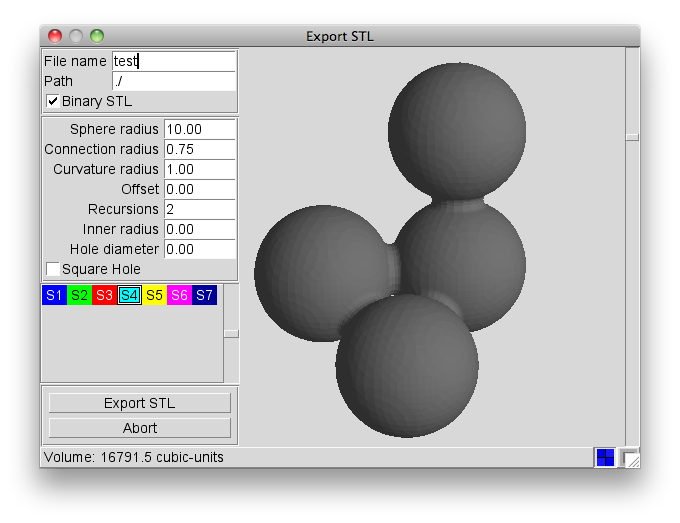 Export STL
File name test
Path ./
Binary STL
Sphere radius 10.00
Connection radius 0.75
Curvature radius 1.00
Offset 0.00
Recursions 2
Inner radius 0.00
Hole diameter 0.00
Square Hole
S1 S2 S3 S4 S5 S6 S7
Export STL
Abort
Volume: 16791.5 cubic-units